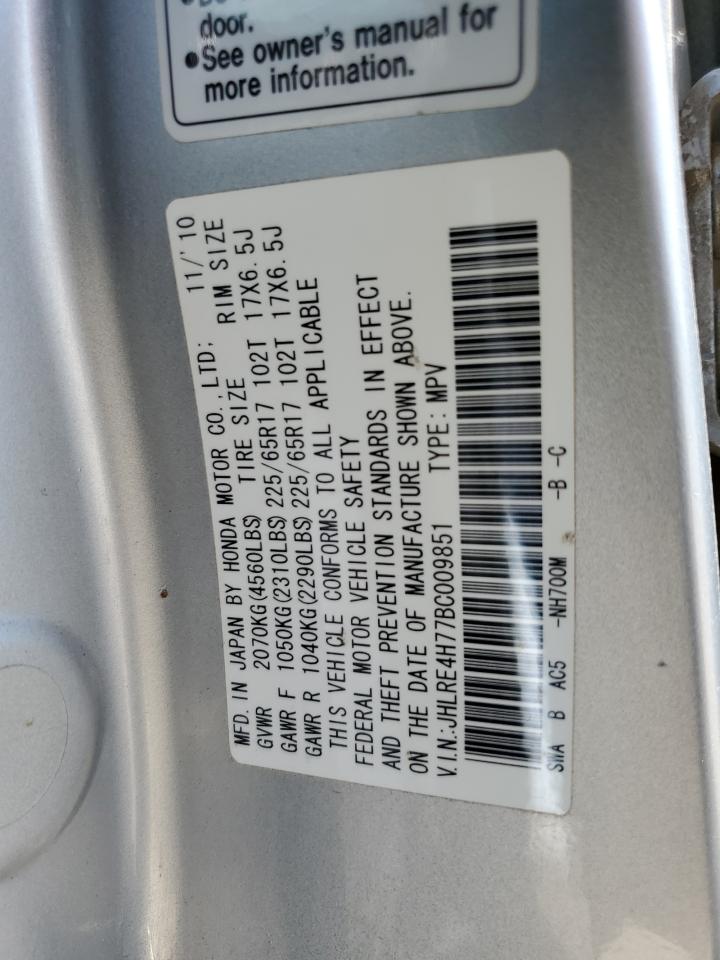 door.
•See owner's manual for
more information.
MFD. IN JAPAN BY HONDA MOTOR CO., LTD; 11/'10
GVWR 2070KG(4560LBS) TIRE SIZE RIM SIZE
GAWR F 1050KG(2310LBS) 225/65R17 102T 17X6.5J
GAWR R 1040KG(2290LBS) 225/65R17 102T 17X6.5J
THIS VEHICLE CONFORMS TO ALL APPLICABLE
FEDERAL MOTOR VEHICLE SAFETY
AND THEFT PREVENTION STANDARDS IN EFFECT
ON THE DATE OF MANUFACTURE SHOWN ABOVE.
V.I.N.:JHLRE4H77BC009851 TYPE: MPV
SWA B AC5 -NH700M -B -C